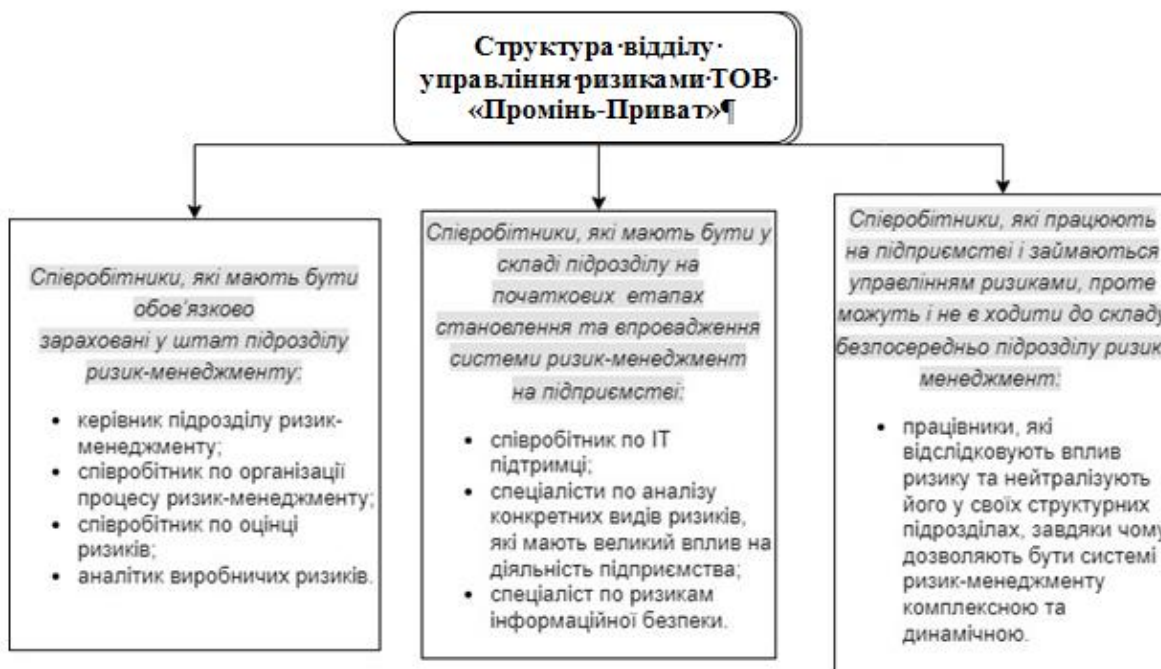 Структура·відділу·
управління·ризиками·ТОВ·
«Промінь-Приват»¶
Співробітники, які мають бути
обов'язково
зараховані у штат підрозділу
ризик-менеджменту:
• керівник підрозділу ризик-
менеджменту;
• співробітник по організації
процесу ризик-менеджменту;
• співробітник по оцінці
ризиків;
• аналітик виробничих ризиків.
Співробітники, які мають бути у
складі підрозділу на
початкових етапах
становлення та впровадження
системи ризик-менеджмент
на підприємстві:
• співробітник по ІТ
підтримці;
• спеціалісти по аналізу
конкретних видів ризиків,
які мають великий вплив на
діяльність підприємства;
• спеціаліст по ризикам
інформаційної безпеки.
Співробітники, які працюють
на підприємстві і займаються
управлінням ризиками, проте
можуть і не в ходити до складу
безпосередньо підрозділу ризик
менеджмент:
• працівники, які
відслідковують вплив
ризику та нейтралізують
його у своїх структурних
підрозділах, завдяки чому
дозволяють бути системі
ризик-менеджменту
комплексною та
динамічною.